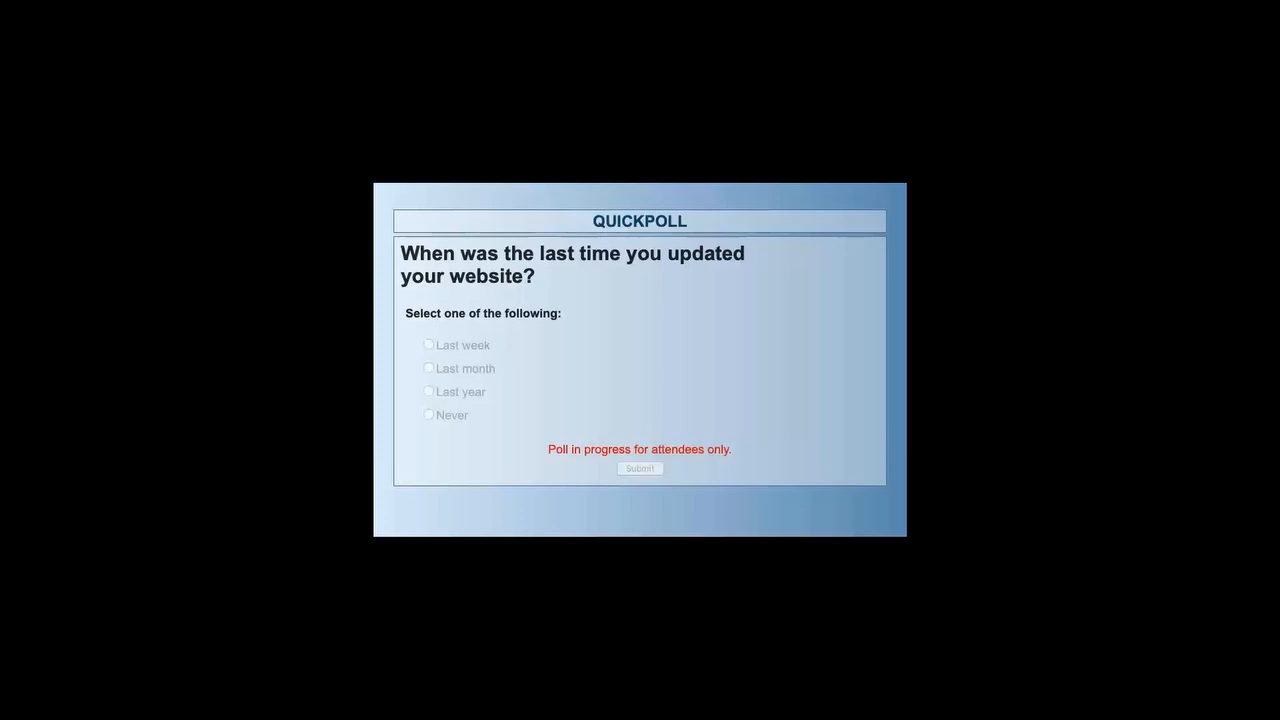 QUICKPOLL
When was the last time you updated
your website?
Select one of the following:
Last week
Last month
Last year
Never
Poll in progress for attendees only.
Submit